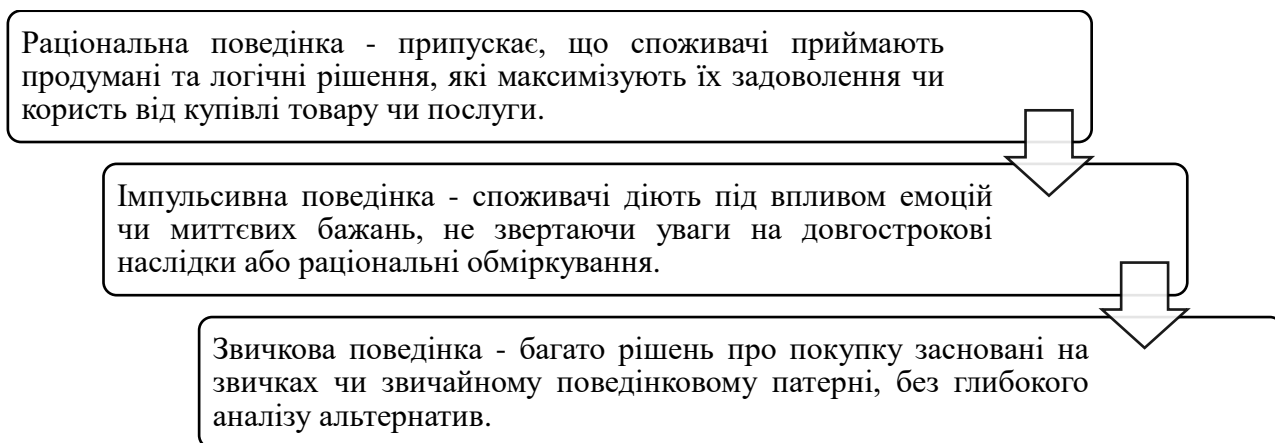 Раціональна поведінка - припускає, що споживачі приймають
продумані та логічні рішення, які максимізують їх задоволення чи
користь від купівлі товару чи послуги.
Імпульсивна поведінка - споживачі діють під впливом емоцій
чи миттєвих бажань, не звертаючи уваги на довгострокові
наслідки або раціональні обміркування.
Звичкова поведінка - багато рішень про покупку засновані на
звичках чи звичайному поведінковому патерні, без глибокого
аналізу альтернатив.